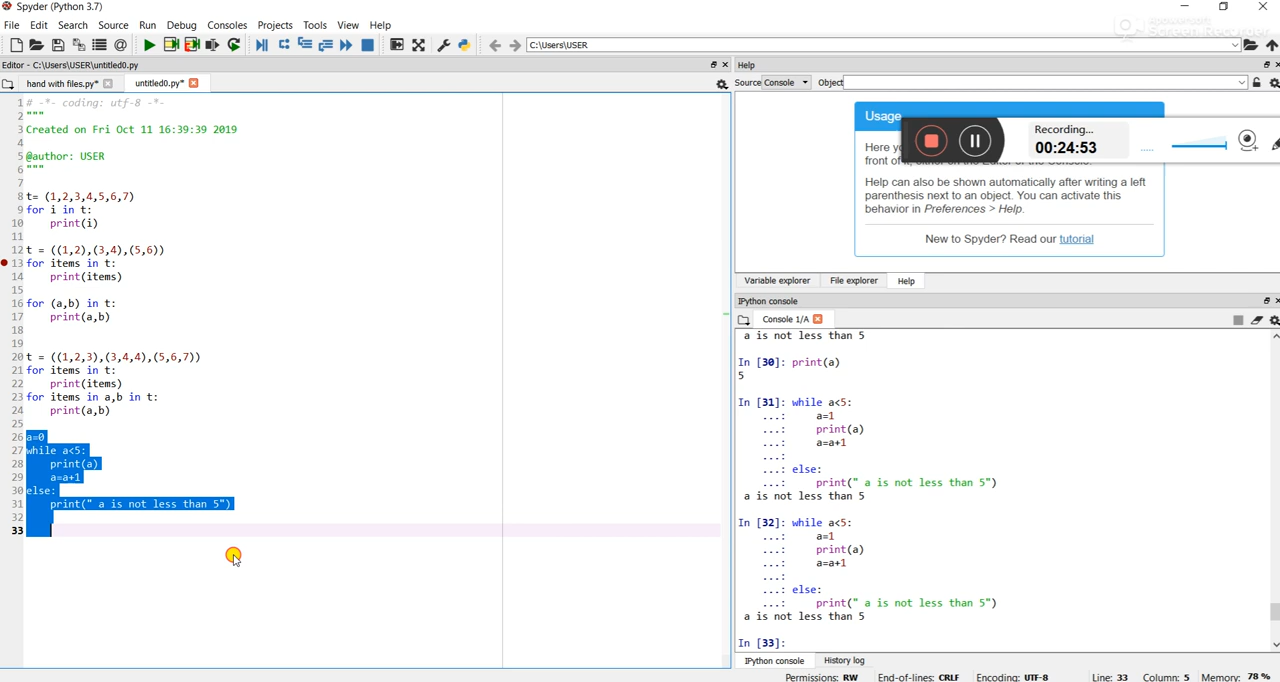 Spyder (Python 3.7)
File Edit Search Source Run Debug Consoles Projects Tools View Help
C:\Users\USER
Editor - C:\Users\USER\untitled0.py
hand with files.py*
untitled0.py*
1 # -*- coding: utf-8 -*-
2 """
3 Created on Fri Oct 11 16:39:39 2019
4
5 @author: USER
6 """
7
8 t= (1,2,3,4,5,6,7)
9 for i in t:
10 print(i)
11
12 t = ((1,2),(3,4),(5,6))
13 for items in t:
14 print(items)
15
16 for (a,b) in t:
17 print(a,b)
18
19
20 t = ((1,2,3),(3,4,4),(5,6,7))
21 for items in t:
22 print(items)
23 for items in a,b in t:
24 print(a,b)
25
26 a=0
27 while a<5:
28 print(a)
29 a=a+1
30 else:
31 print(" a is not less than 5")
32
33
Help
Source Console Object
Usage
Here
front of
Help can also be shown automatically after writing a left
parenthesis next to an object. You can activate this
behavior in Preferences > Help.
New to Spyder? Read our tutorial
Apowersoft
Screen Recorder
Recording...
00:24:53
Variable explorer File explorer Help
IPython console
Console 1/A
a is not less than 5
In [30]: print(a)
5
In [31]: while a<5:
...: a=1
...: print(a)
...: a=a+1
...:
...: else:
...: print(" a is not less than 5")
a is not less than 5
In [32]: while a<5:
...: a=1
...: print(a)
...: a=a+1
...:
...: else:
...: print(" a is not less than 5")
a is not less than 5
In [33]:
IPython console History log
Permissions: RW End-of-lines: CRLF Encoding: UTF-8 Line: 33 Column: 5 Memory: 78 %